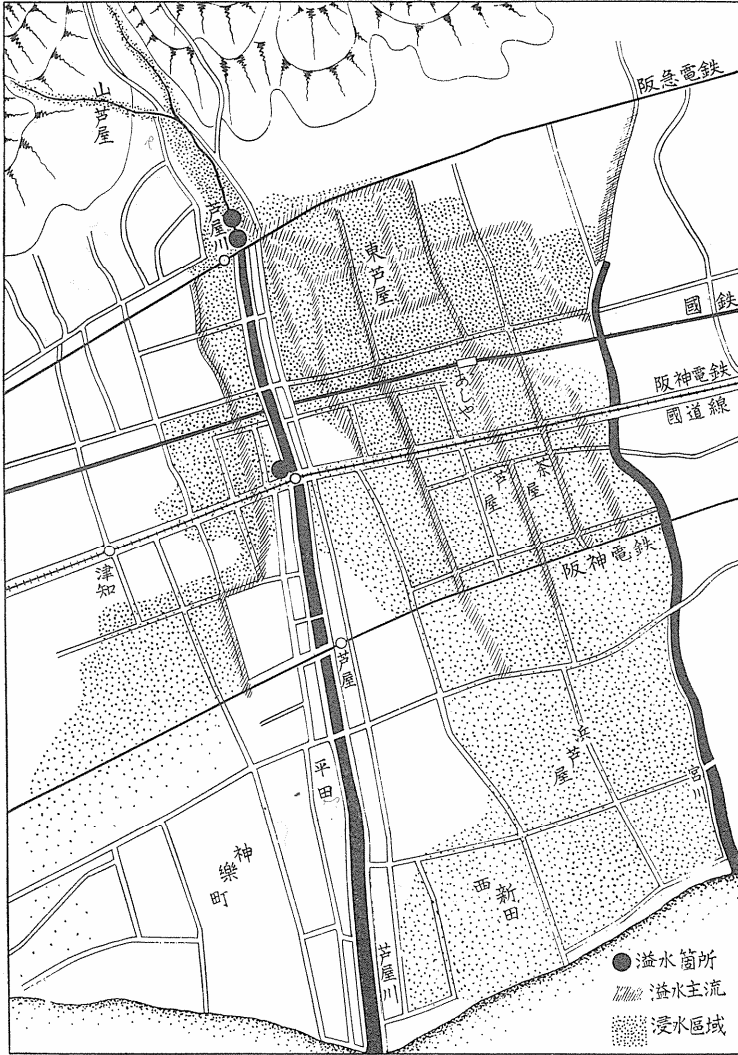 阪急電鉄
山芦屋
芦屋川
東芦屋
國鉄
阪神電鉄
國道線
あしや
茶屋
芦屋
阪神電鉄
津知
芦屋
浜芦屋
平田
宮川
神樂町
西新田
芦屋川
溢水箇所
溢水主流
浸水區域